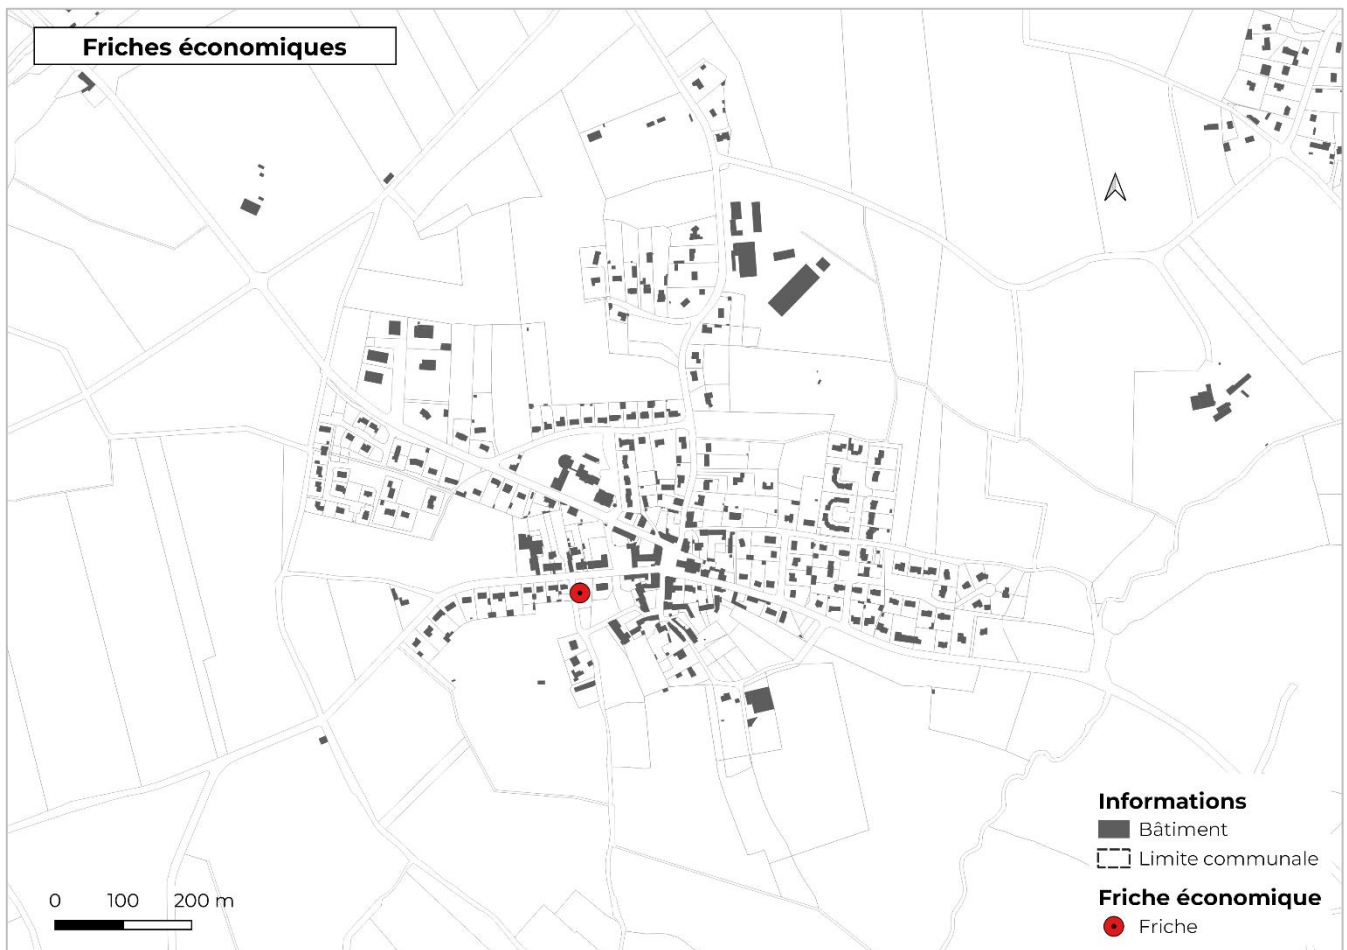 Friches économiques
Informations
Bâtiment
Limite communale
Friche économique
Friche
0 100 200 m